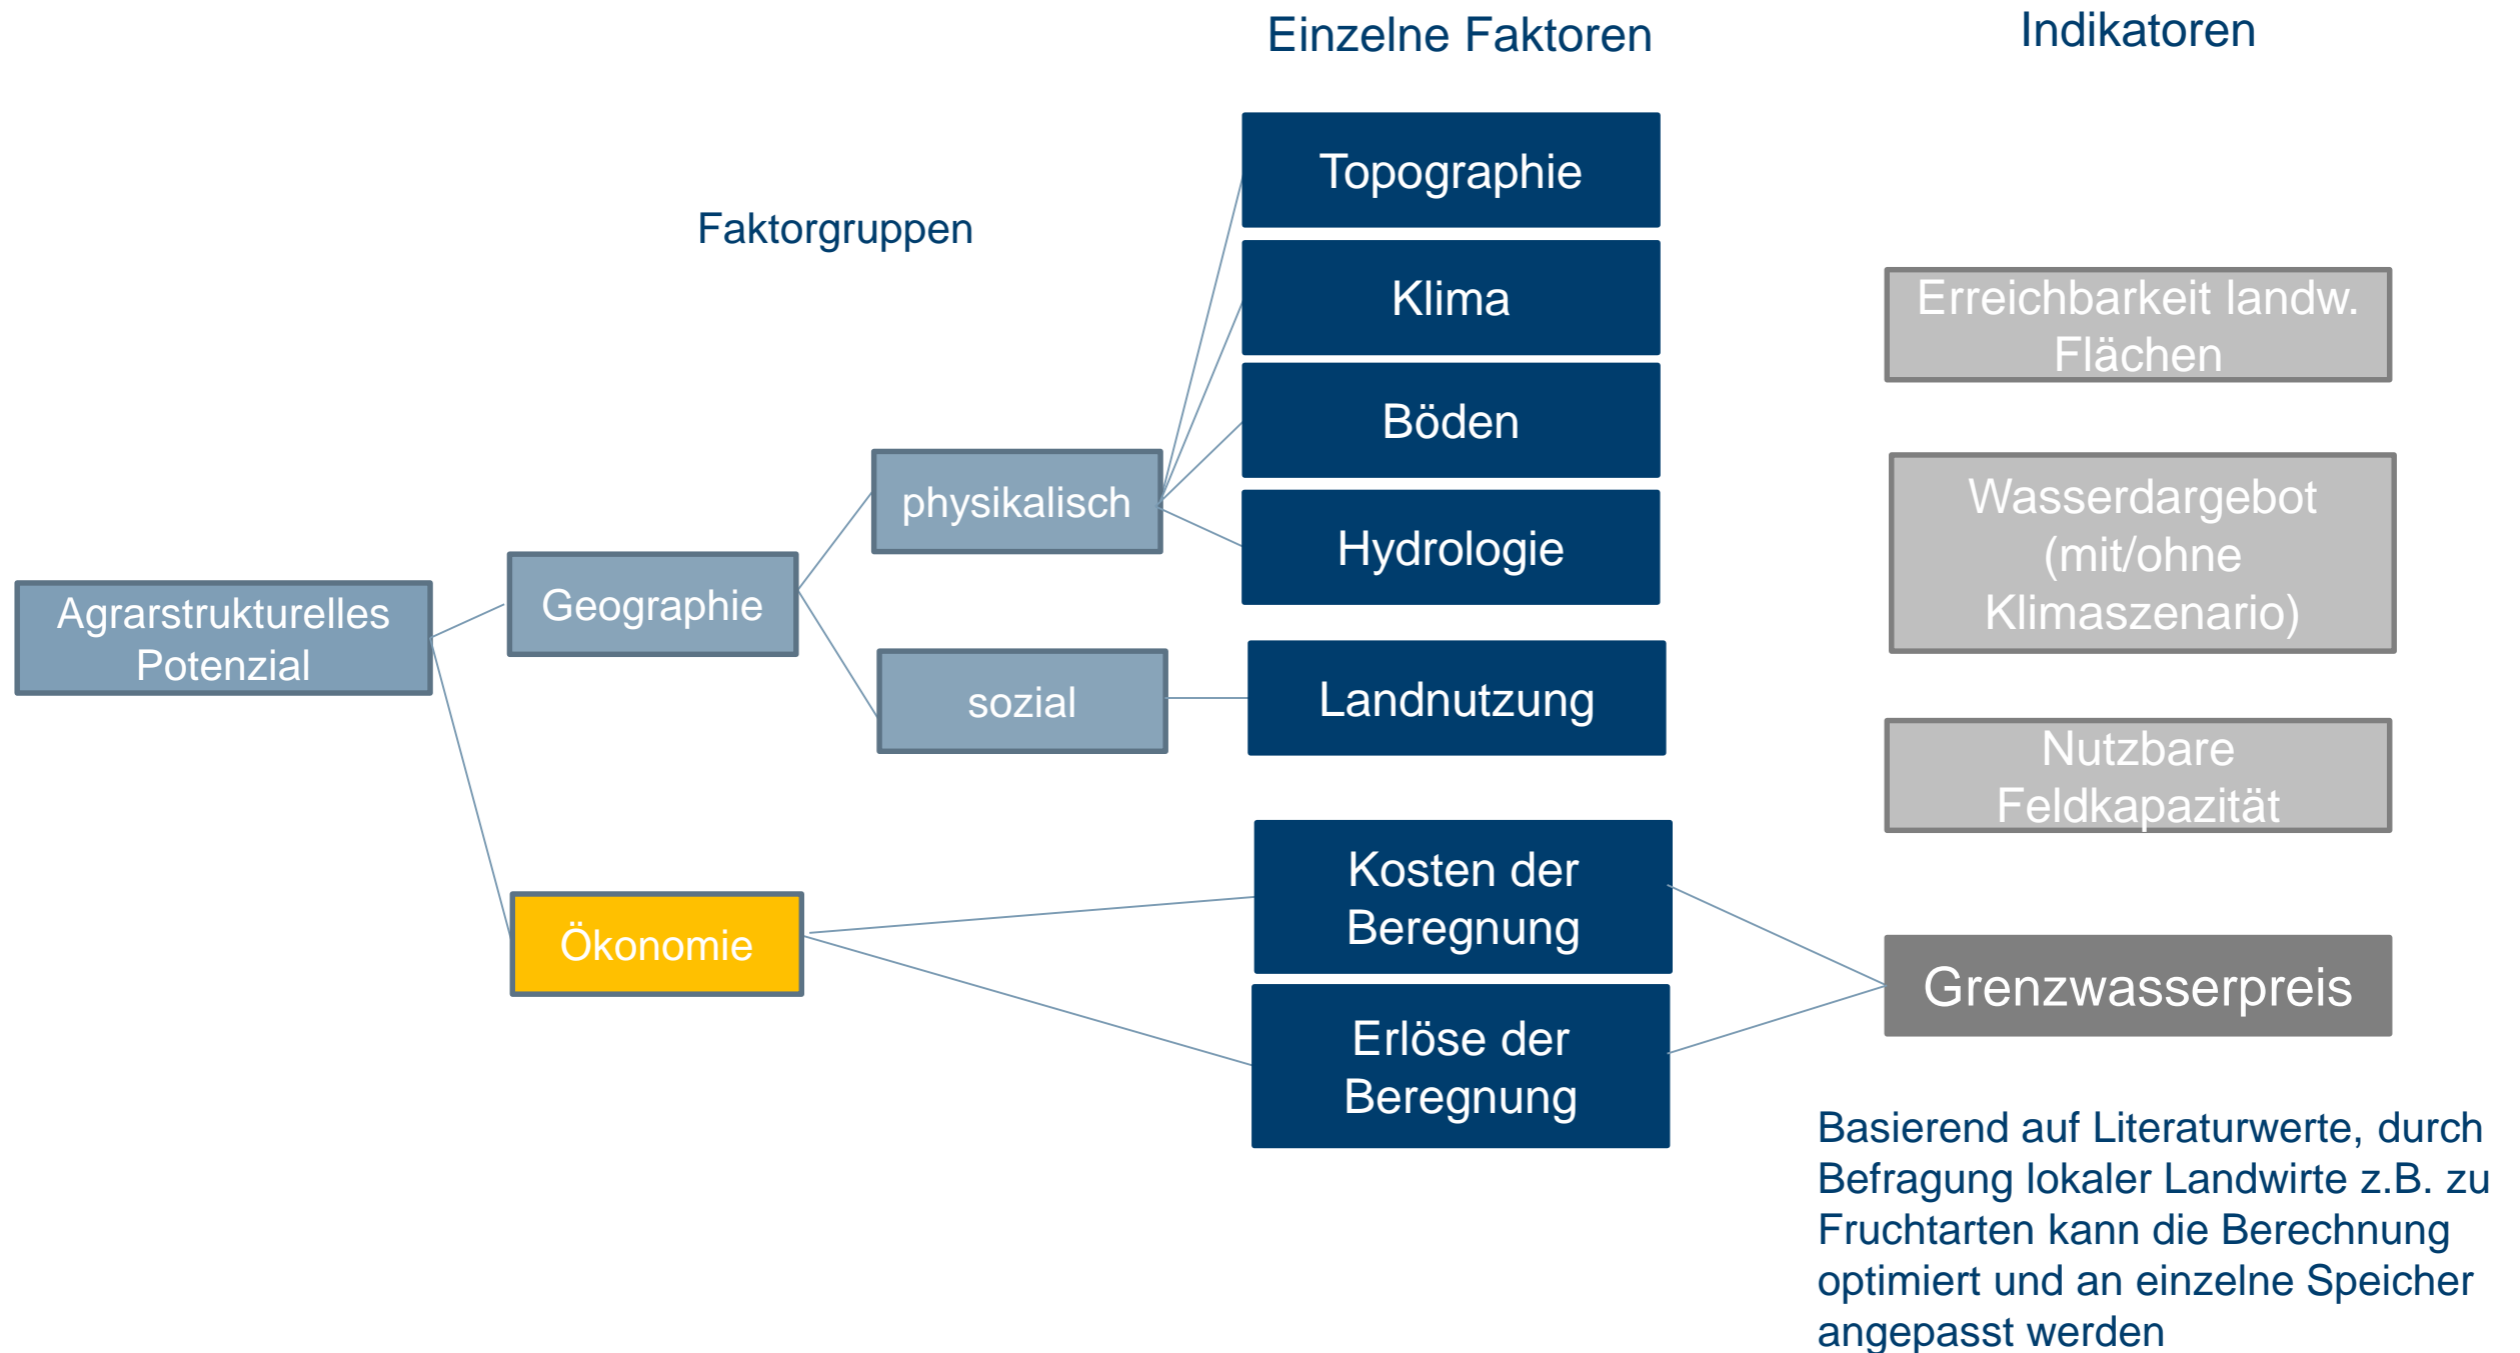 Einzelne Faktoren
Indikatoren
Faktorgruppen
Agrarstrukturelles
Potenzial
Geographie
Ökonomie
physikalisch
sozial
Topographie
Klima
Böden
Hydrologie
Landnutzung
Kosten der
Beregnung
Erlöse der
Beregnung
Erreichbarkeit landw.
Flächen
Wasserdargebot
(mit/ohne
Klimaszenario)
Nutzbare
Feldkapazität
Grenzwasserpreis
Basierend auf Literaturwerte, durch
Befragung lokaler Landwirte z.B. zu
Fruchtarten kann die Berechnung
optimiert und an einzelne Speicher
angepasst werden